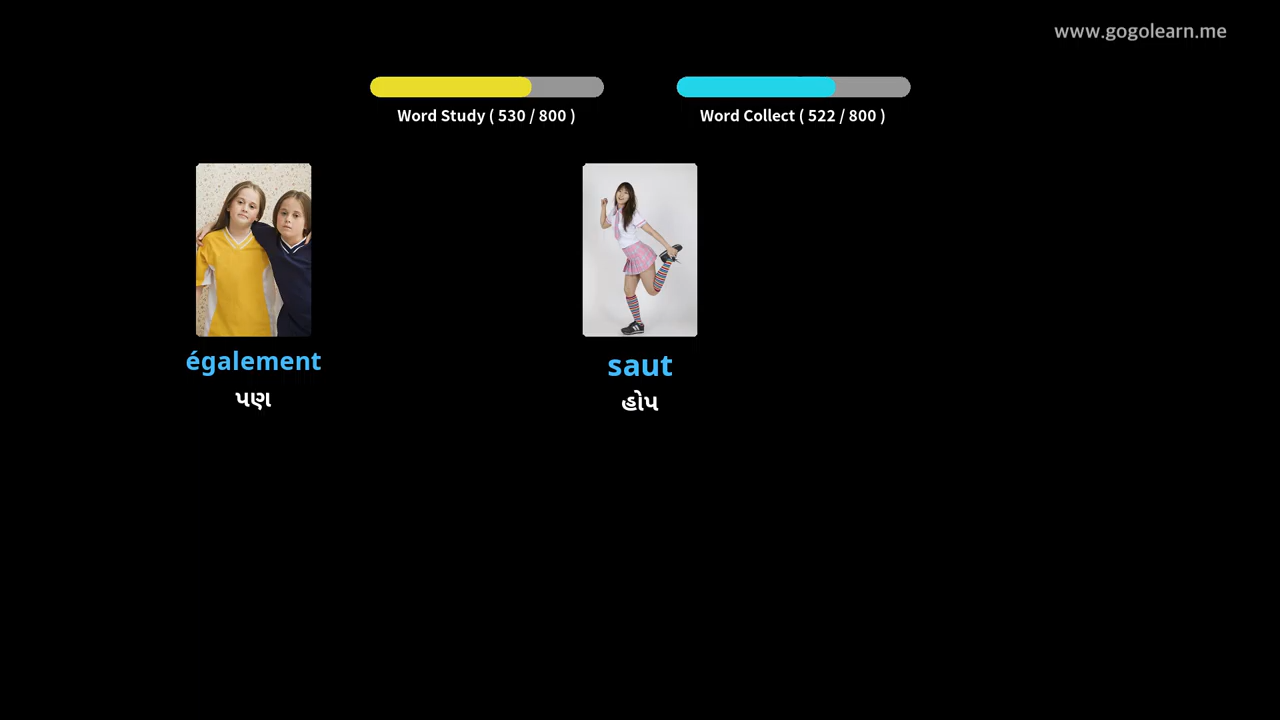 www.gogolearn.me
Word Study ( 530 / 800 )
Word Collect ( 522 / 800 )
également
પણ
saut
હોપ